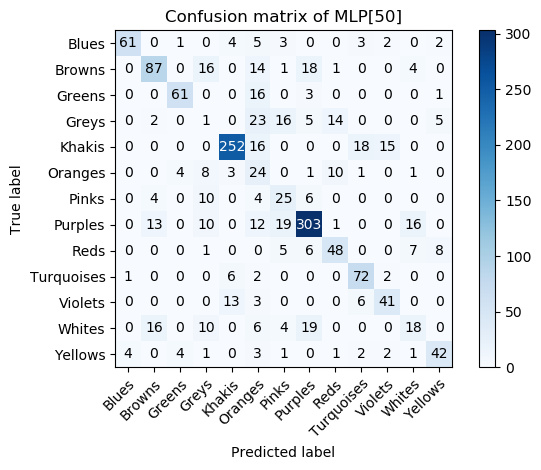 Confusion matrix of MLP[50]
True label
Blues 61 0 1 0 4 5 3 0 0 3 2 0 2
Browns 0 87 0 16 0 14 1 18 1 0 0 4 0
Greens 0 0 61 0 0 16 0 3 0 0 0 0 1
Greys 0 2 0 1 0 23 16 5 14 0 0 0 5
Khakis 0 0 0 0 252 16 0 0 0 18 15 0 0
Oranges 0 0 4 8 3 24 0 1 10 1 0 1 0
Pinks 0 4 0 10 0 4 25 6 0 0 0 0 0
Purples 0 13 0 10 0 12 19 303 1 0 0 16 0
Reds 0 0 0 1 0 0 5 6 48 0 0 7 8
Turquoises 1 0 0 0 6 2 0 0 0 72 2 0 0
Violets 0 0 0 0 13 3 0 0 0 6 41 0 0
Whites 0 16 0 10 0 6 4 19 0 0 0 18 0
Yellows 4 0 4 1 0 3 1 0 1 2 2 1 42
Blues Browns Greens Greys Khakis Oranges Pinks Purples Reds Turquoises Violets Whites Yellows
Predicted label
300
250
200
150
100
50
0